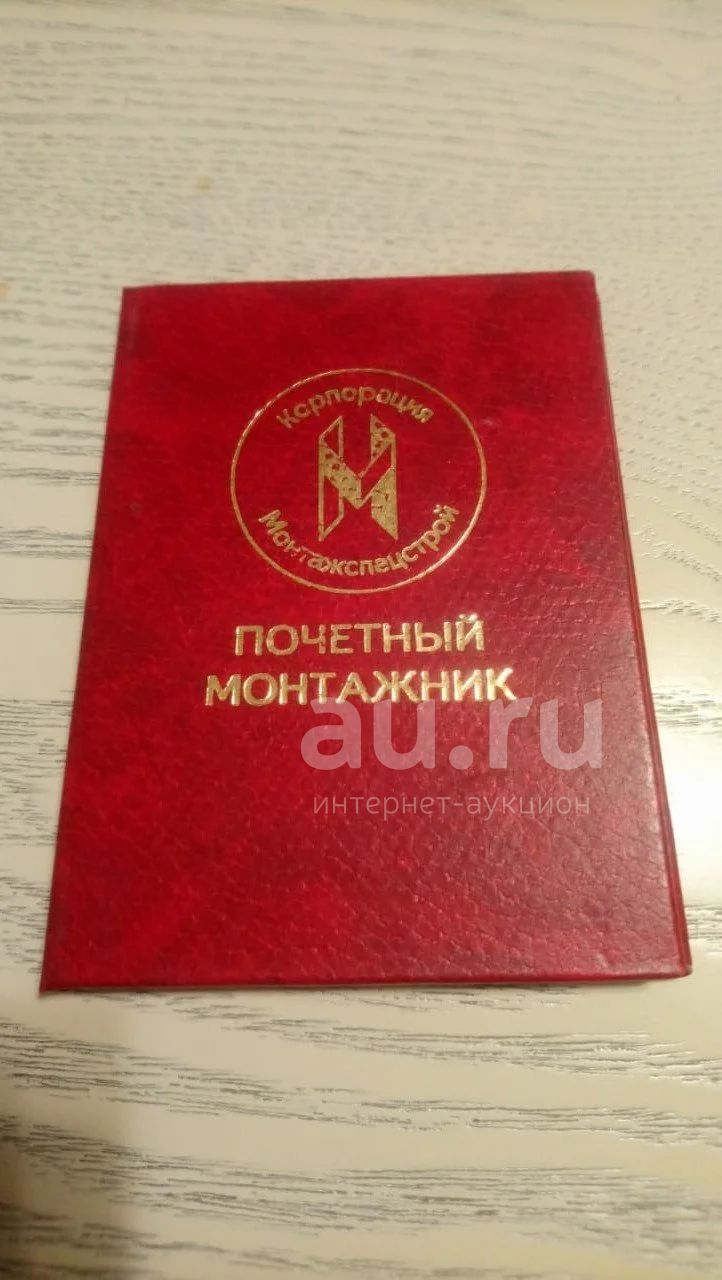 Корпорация
Монтажспецстрой
ПОЧЕТНЫЙ
МОНТАЖНИК
au.ru
интернет-аукцион